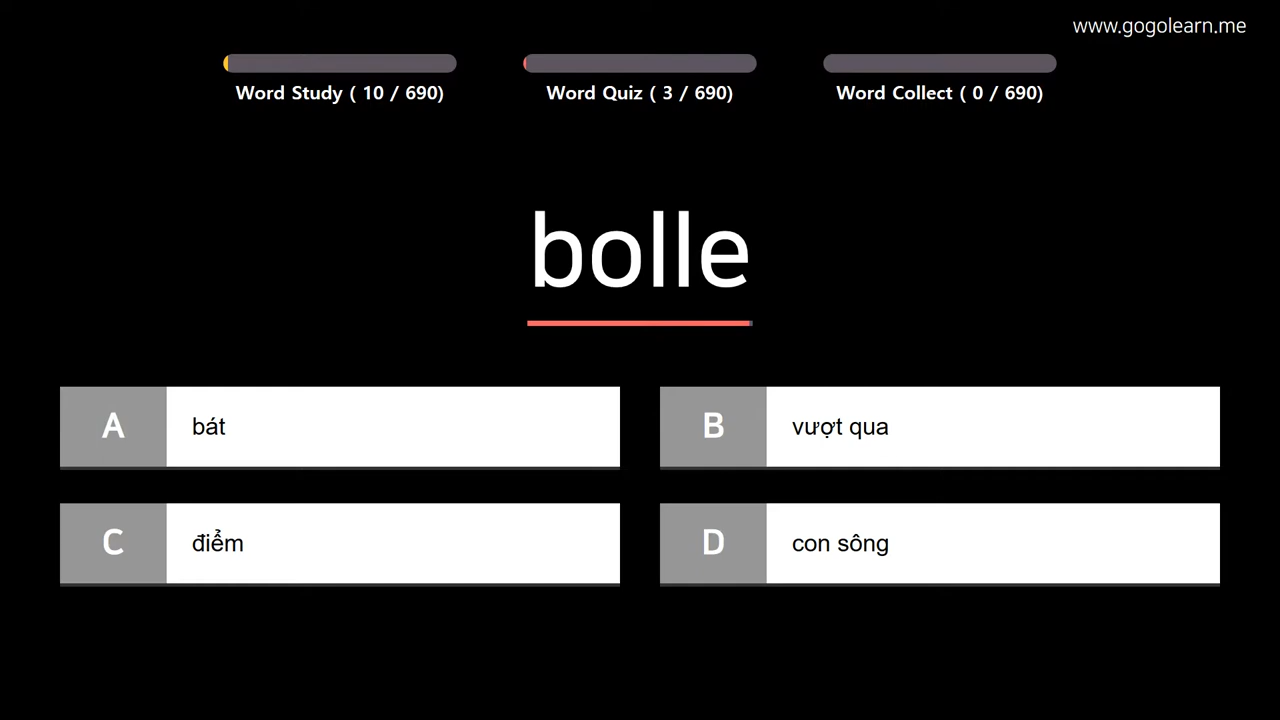 www.gogolearn.me
Word Study ( 10 / 690)
Word Quiz ( 3 / 690)
Word Collect ( 0 / 690)
bolle
A bát
B vượt qua
C điểm
D con sông